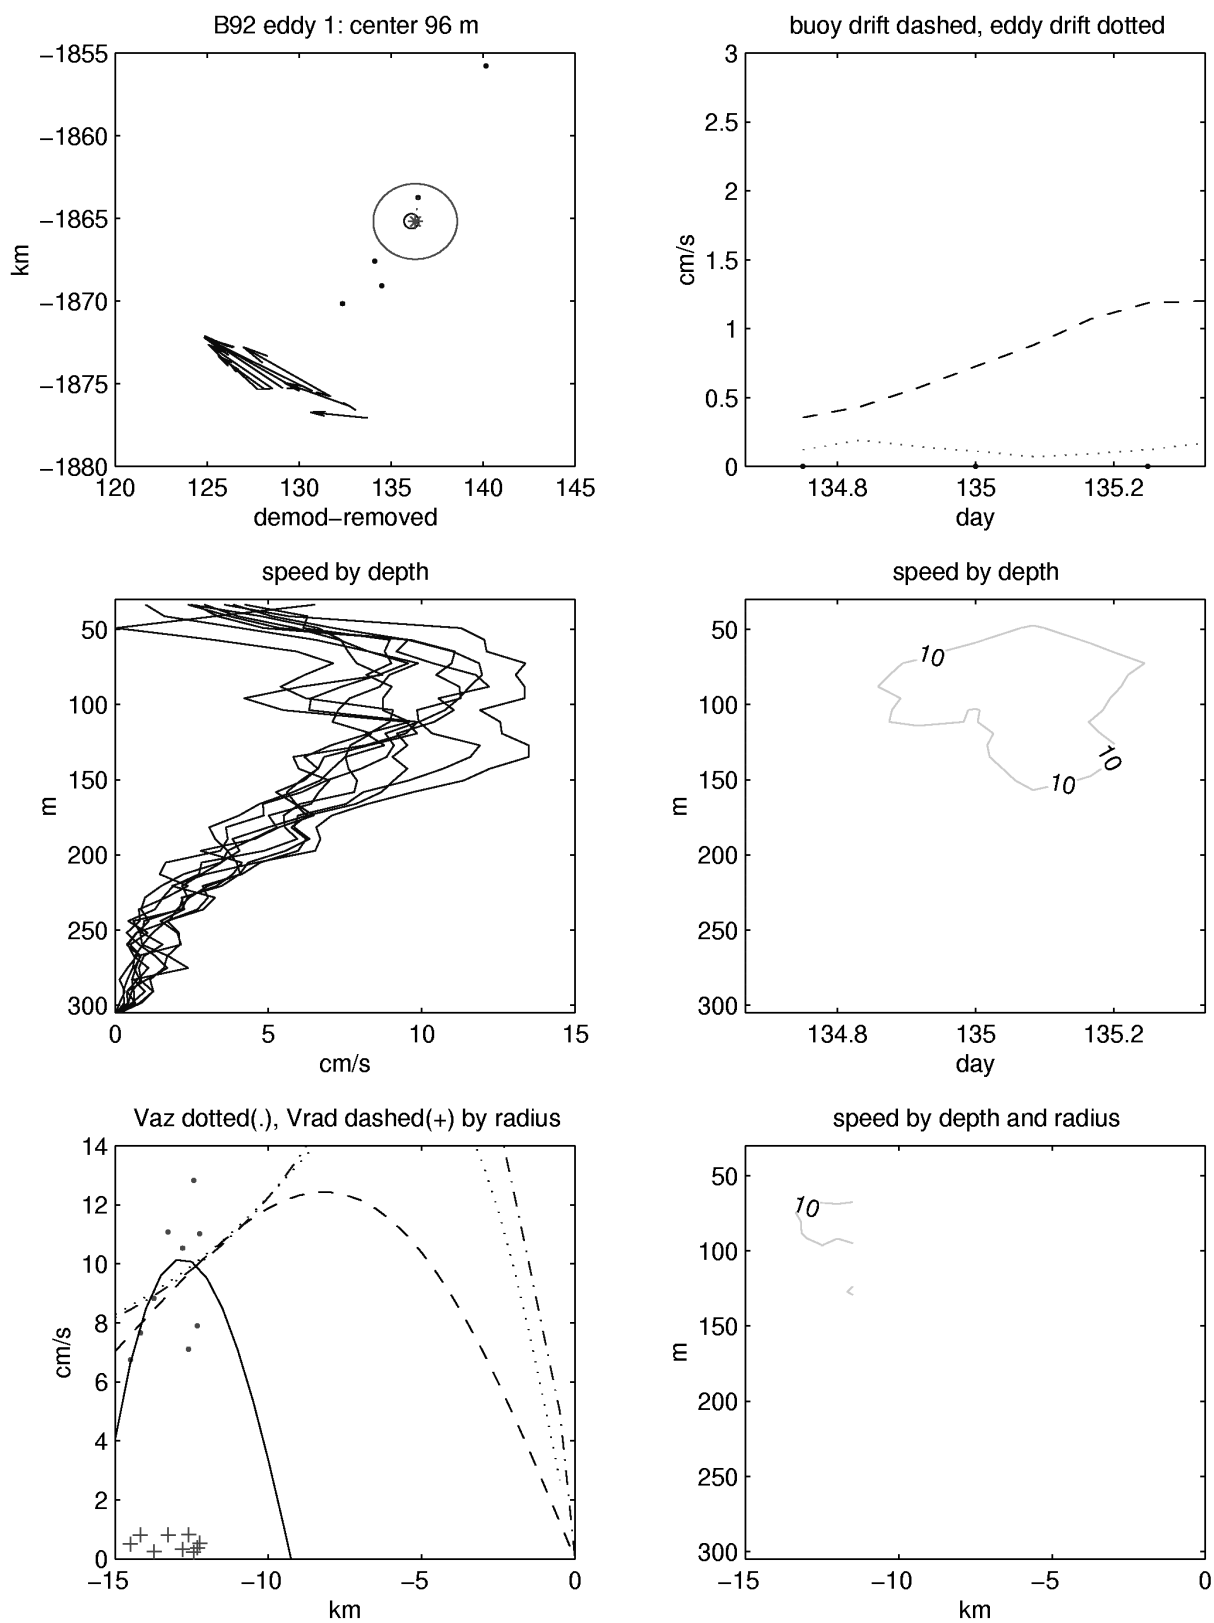 B92 eddy 1: center 96 m
−1855
−1860
−1865
−1870
−1875
−1880
km
120 125 130 135 140 145
demod−removed
buoy drift dashed, eddy drift dotted
3
2.5
2
1.5
1
0.5
0
cm/s
134.8 135 135.2
day
speed by depth
50
100
150
200
250
300
m
0 5 10 15
cm/s
speed by depth
50
100
150
200
250
300
m
10
10
10
134.8 135 135.2
day
Vaz dotted(.), Vrad dashed(+) by radius
14
12
10
8
6
4
2
0
cm/s
−15 −10 −5 0
km
speed by depth and radius
50
100
150
200
250
300
m
10
−15 −10 −5 0
km